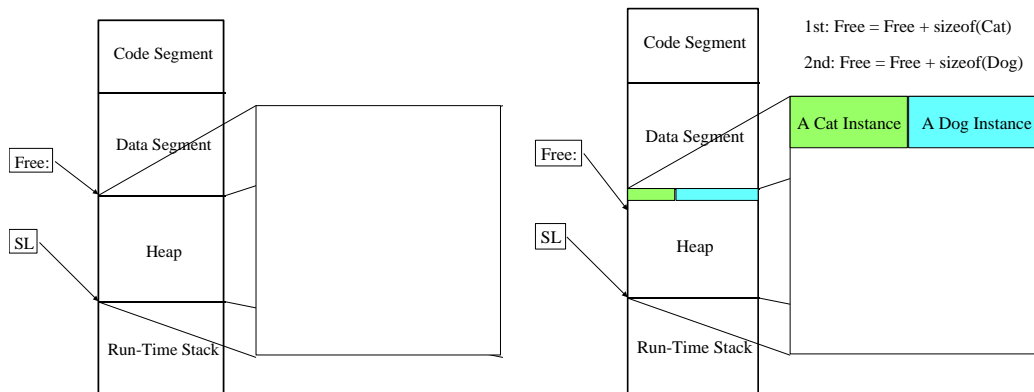 Code Segment
Data Segment
Free:
SL
Heap
Run-Time Stack
1st: Free = Free + sizeof(Cat)
2nd: Free = Free + sizeof(Dog)
Code Segment
A Cat Instance
A Dog Instance
Data Segment
Free:
SL
Heap
Run-Time Stack